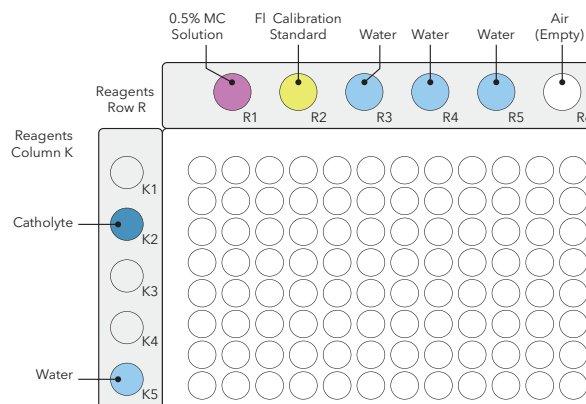 0.5% MC
Solution
Fl Calibration
Standard
Water
Water
Water
Air
(Empty)
Reagents
Row R
R1
R2
R3
R4
R5
Reagents
Column K
K1
Catholyte
K2
K3
K4
Water
K5